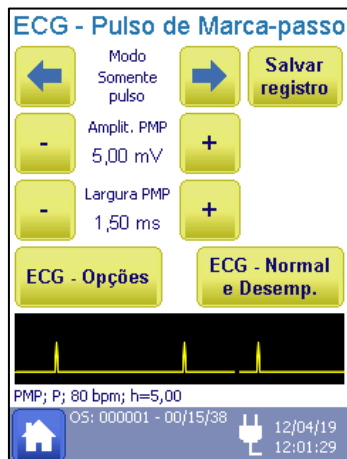 ECG - Pulso de Marca-passo
Modo
Somente
pulso
Salvar
registro
Amplit. PMP
- 5,00 mV +
Largura PMP
- 1,50 ms +
ECG - Opções
ECG - Normal
e Desemp.
PMP; P; 80 bpm; h=5,00
OS: 000001 - 00/15/38
12/04/19
12:01:29